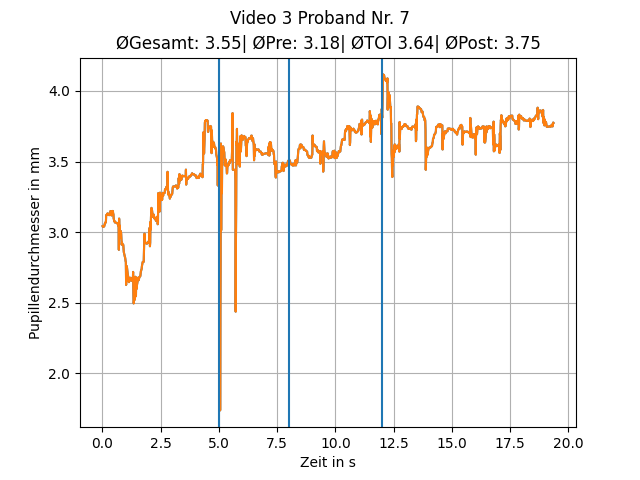 Video 3 Proband Nr. 7
ØGesamt: 3.55| ØPre: 3.18| ØTOI 3.64| ØPost: 3.75
Pupillendurchmesser in mm
4.0
3.5
3.0
2.5
2.0
0.0 2.5 5.0 7.5 10.0 12.5 15.0 17.5 20.0
Zeit in s